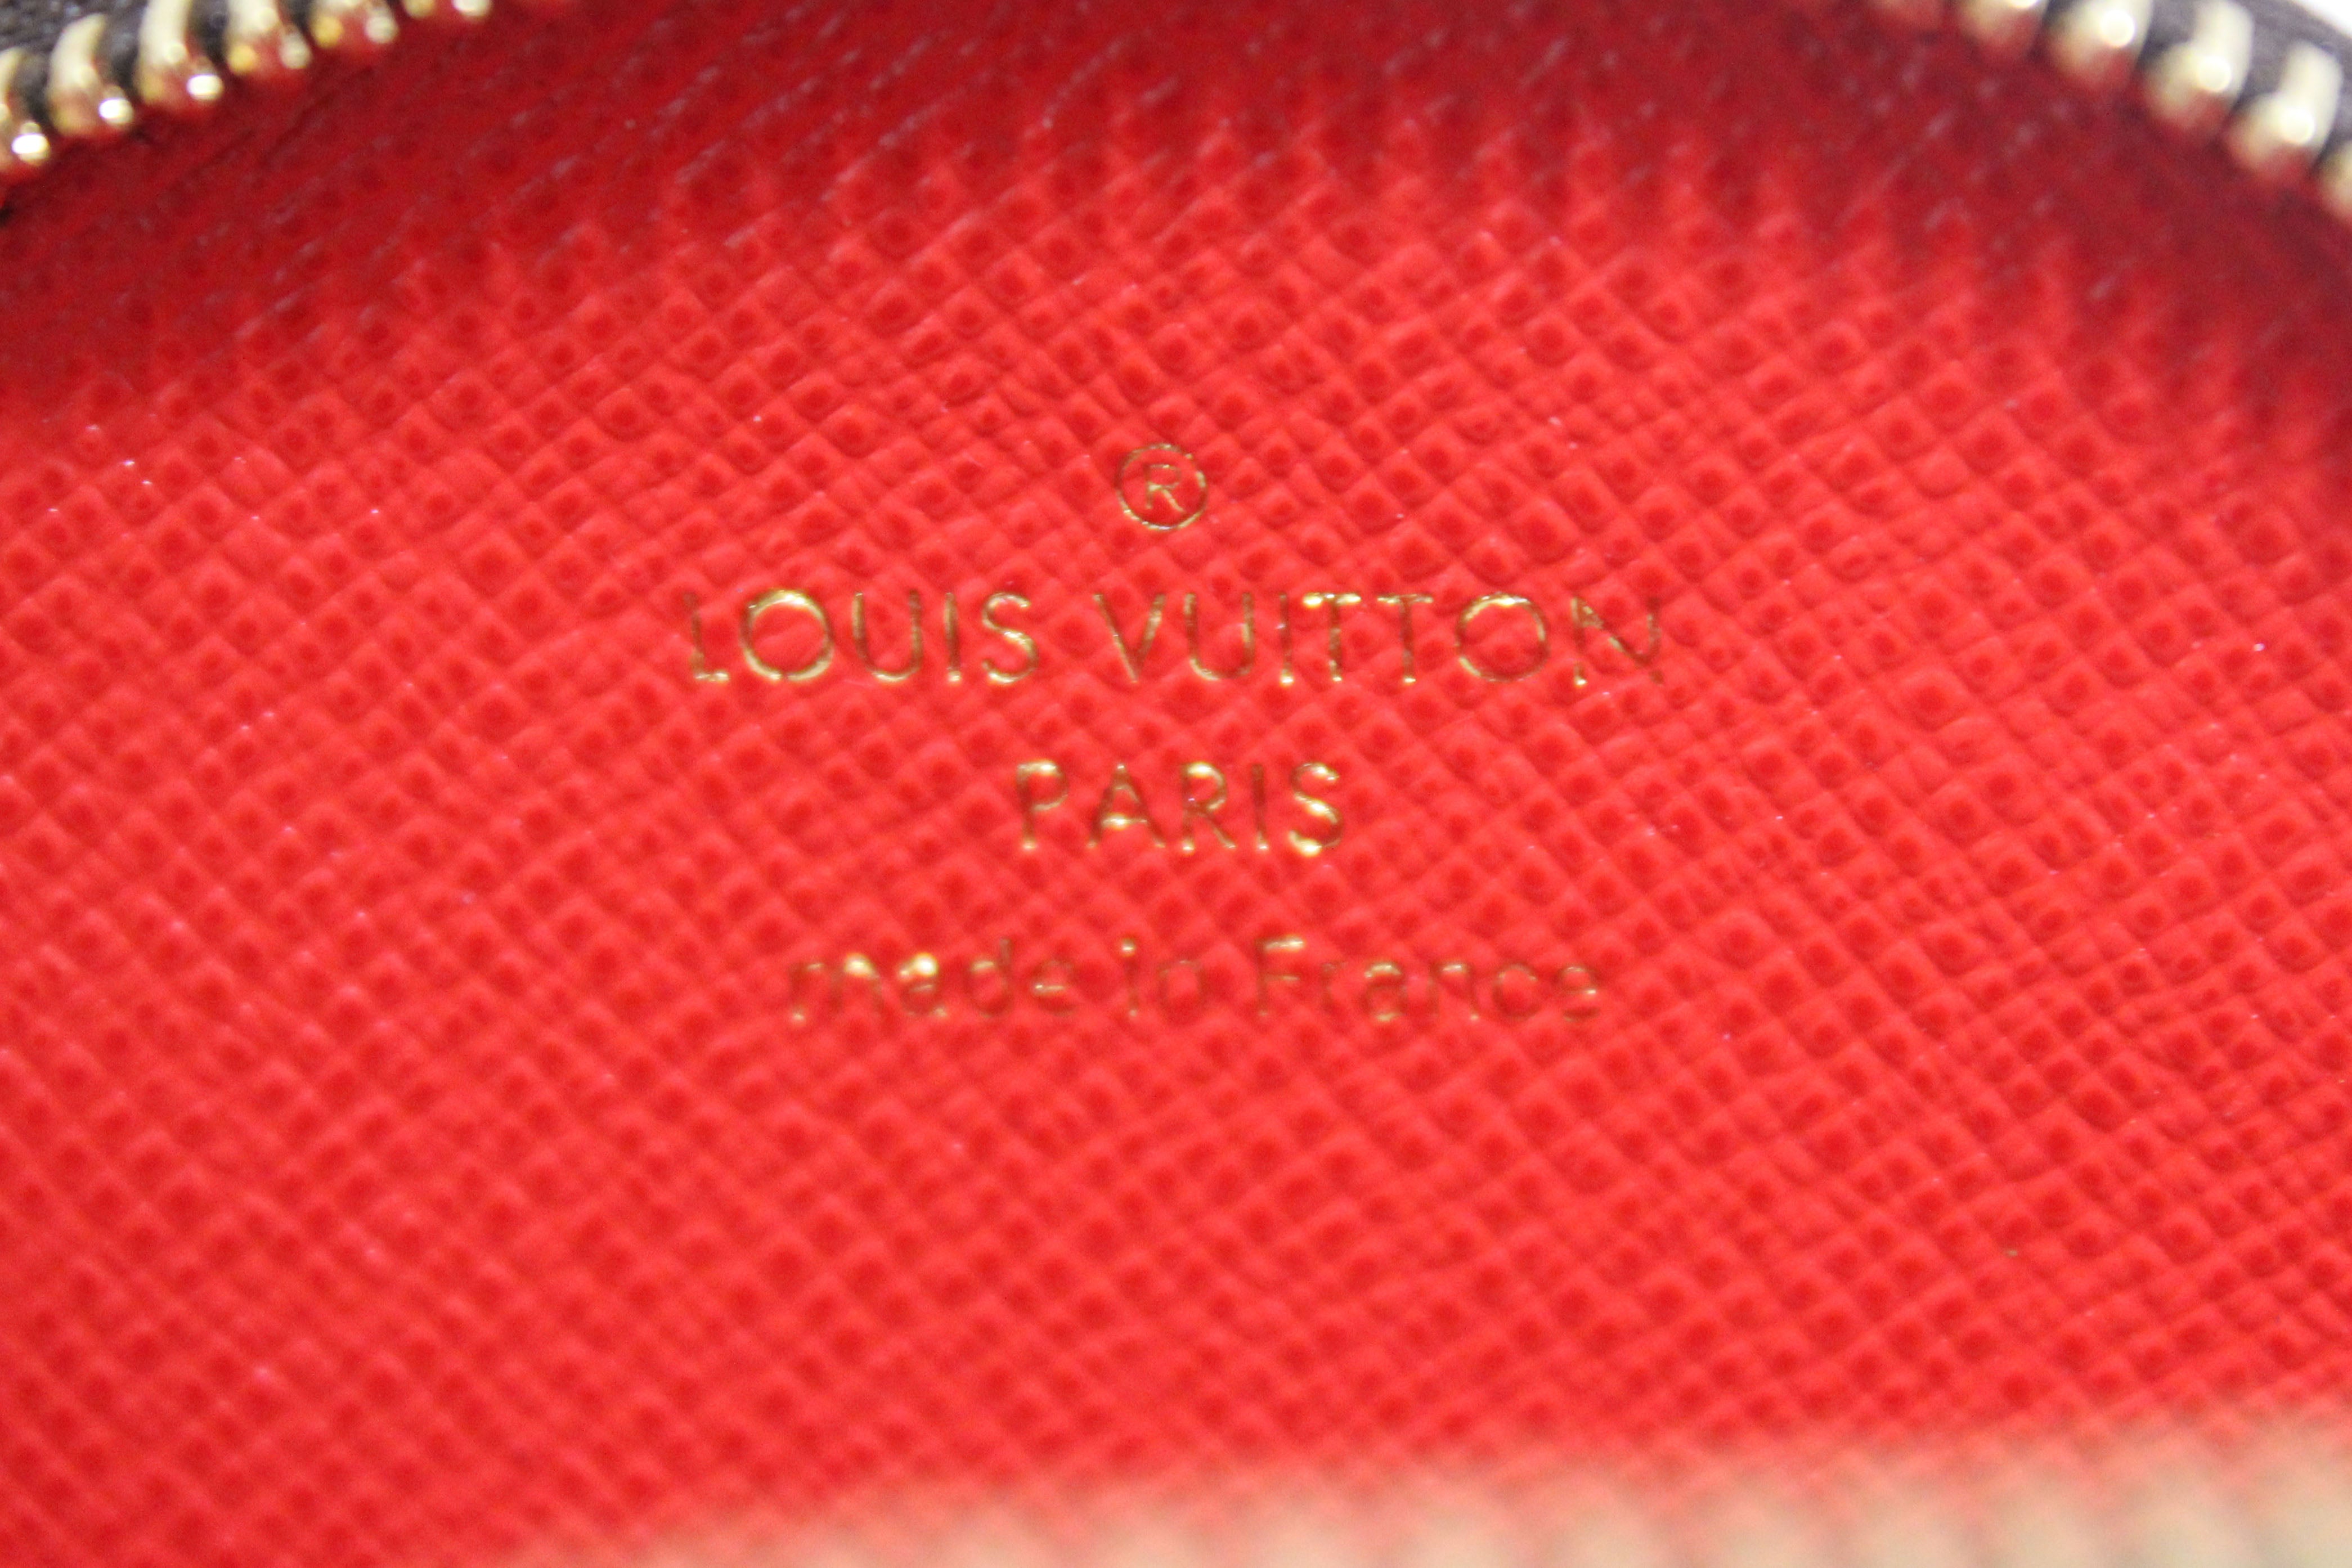 ®
LOUIS VUITTON
PARIS
made in France